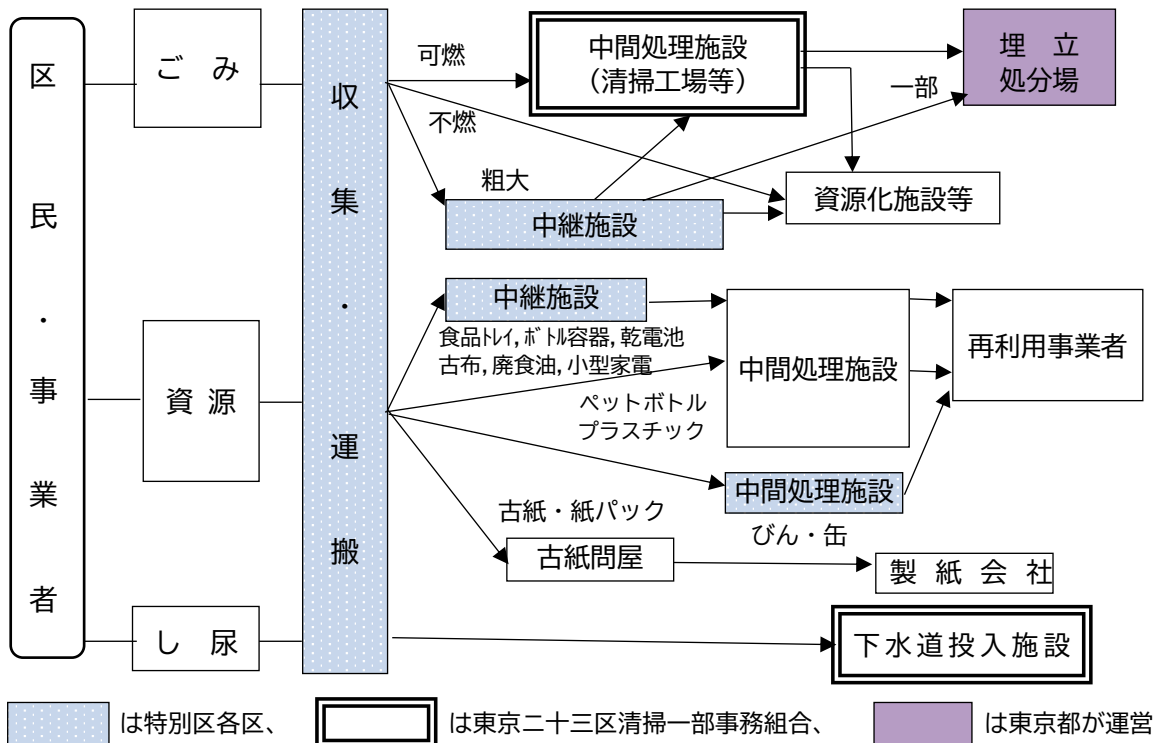 区民・事業者
ごみ
資源
し尿
収集・運搬
可燃
不燃
粗大
中間処理施設
（清掃工場等）
一部
埋立
処分場
中継施設
資源化施設等
中継施設
食品トレイ,ボトル容器,乾電池
古布,廃食油,小型家電
ペットボトル
プラスチック
中間処理施設
再利用事業者
中間処理施設
びん・缶
古紙・紙パック
古紙問屋
製紙会社
下水道投入施設
は特別区各区、
は東京二十三区清掃一部事務組合、
は東京都が運営